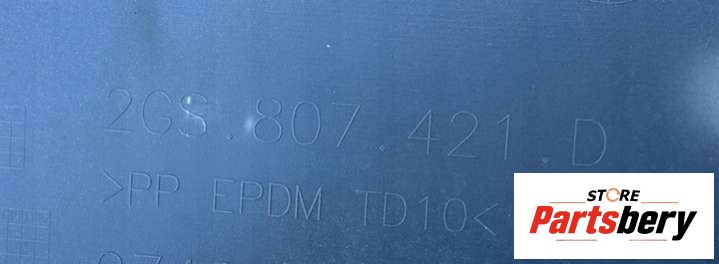 2GS.807.421.D
>PP EPDM TD10<
STORE
Partsbery